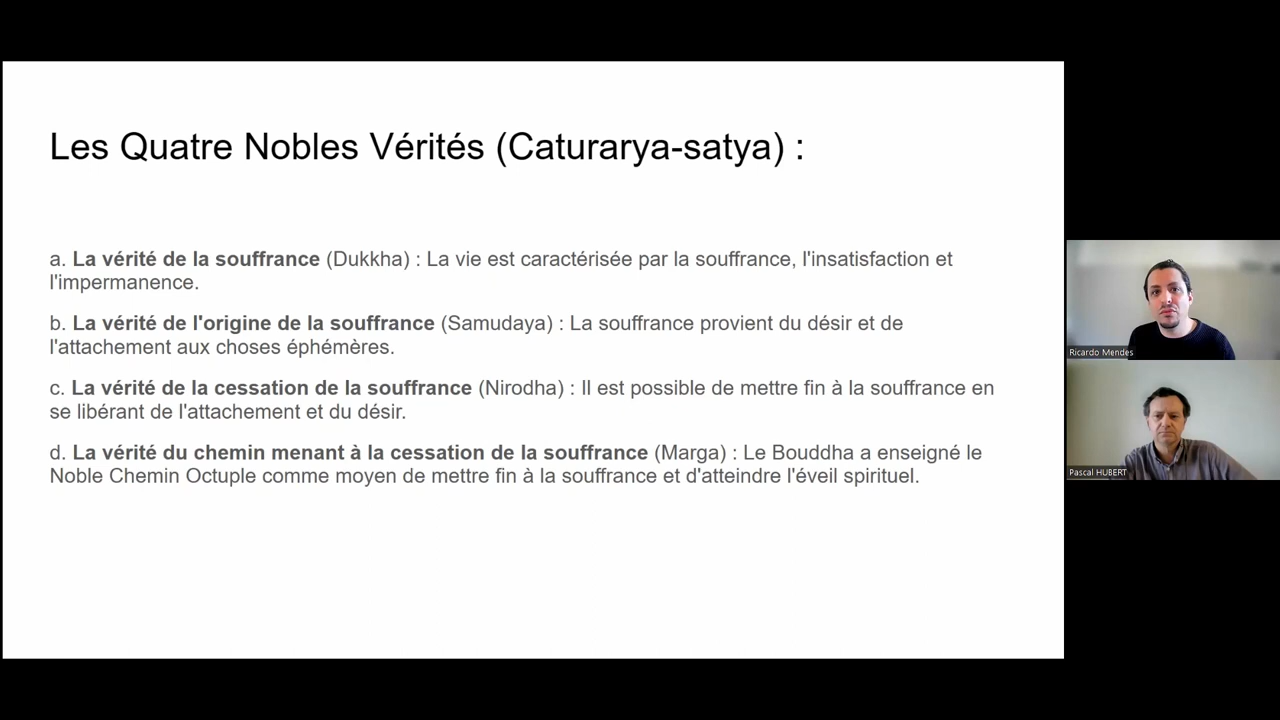 Les Quatre Nobles Vérités (Caturarya-satya) :
a. La vérité de la souffrance (Dukkha) : La vie est caractérisée par la souffrance, l'insatisfaction et
l'impermanence.
b. La vérité de l'origine de la souffrance (Samudaya) : La souffrance provient du désir et de
l'attachement aux choses éphémères.
c. La vérité de la cessation de la souffrance (Nirodha) : Il est possible de mettre fin à la souffrance en
se libérant de l'attachement et du désir.
d. La vérité du chemin menant à la cessation de la souffrance (Marga) : Le Bouddha a enseigné le
Noble Chemin Octuple comme moyen de mettre fin à la souffrance et d'atteindre l'éveil spirituel.
Ricardo Mendes
Pascal HUBERT